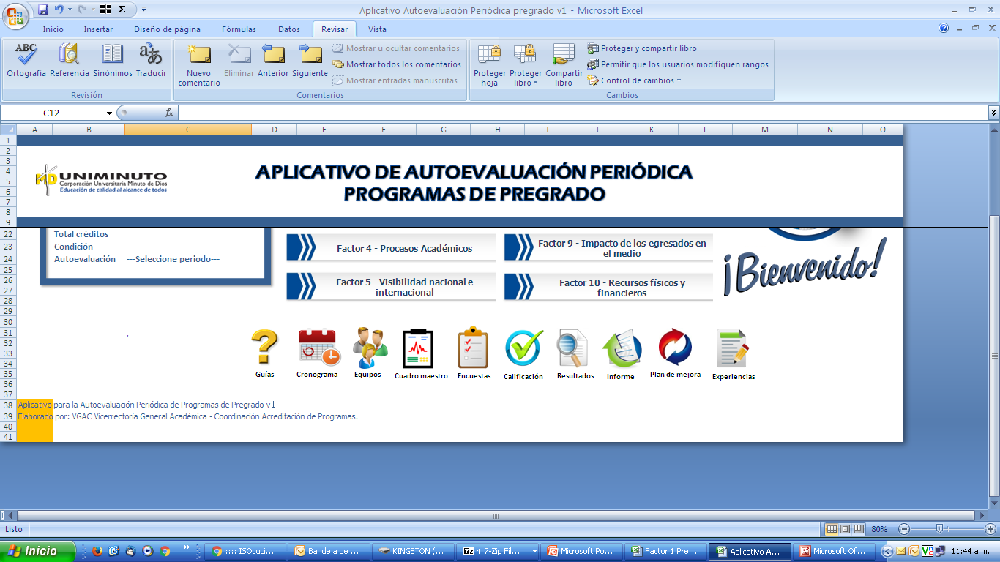 Aplicativo Autoevaluación Periódica pregrado v1 - Microsoft Excel
Inicio Insertar Diseño de página Fórmulas Datos Revisar Vista
ABC
Ortografía Referencia Sinónimos Traducir
Revisión
Nuevo comentario Eliminar Anterior Siguiente
Mostrar u ocultar comentarios
Mostrar todos los comentarios
Mostrar entradas manuscritas
Comentarios
Proteger hoja Proteger libro Compartir libro
Proteger y compartir libro
Permitir que los usuarios modifiquen rangos
Control de cambios
Cambios
C12 fx
A B C D E F G H I J K L M N O
1
2
3
4
5
6
7
8
9
UNIMINUTO
Corporación Universitaria Minuto de Dios
Educación de calidad al alcance de todos
APLICATIVO DE AUTOEVALUACIÓN PERIÓDICA
PROGRAMAS DE PREGRADO
22
23
24
25
26
27
28
29
30
31
32
33
34
35
36
37
38
39
40
41
Total créditos
Condición
Autoevaluación ---Seleccione periodo---
Factor 4 - Procesos Académicos
Factor 9 - Impacto de los egresados en
el medio
Factor 5 - Visibilidad nacional e
internacional
Factor 10 - Recursos físicos y
financieros
¡Bienvenido!
,
Guías Cronograma Equipos Cuadro maestro Encuestas Calificación Resultados Informe Plan de mejora Experiencias
Aplicativo para la Autoevaluación Periódica de Programas de Pregrado v1
Elaborado por: VGAC Vicerrectoría General Académica - Coordinación Acreditación de Programas.
Listo 80%
Inicio :::: ISOLuci... Bandeja de ... KINGSTON (... 4 7-Zip Fil... Microsoft Po... Factor 1 Pre... Aplicativo A... Microsoft Of... 11:44 a.m.